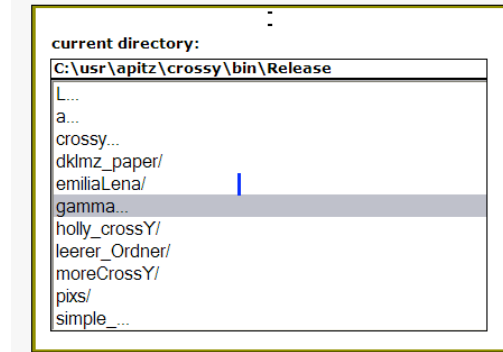 current directory:
C:\usr\apitz\crossy\bin\Release
L...
a...
crossy...
dklmz_paper/
emiliaLena/
gamma...
holly_crossY/
leerer_Ordner/
moreCrossY/
pixs/
simple_...